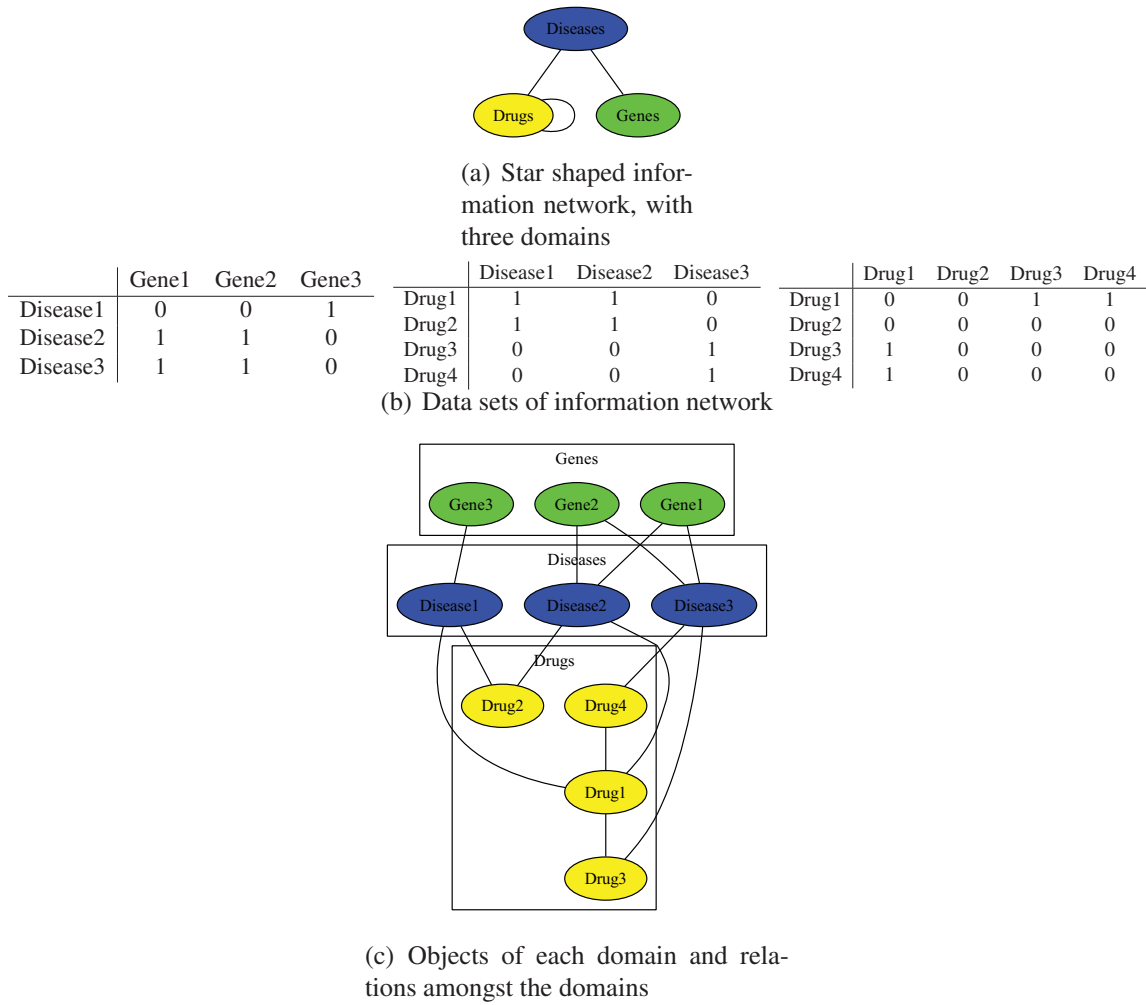 Diseases
Drugs
Genes
(a) Star shaped infor-
mation network, with
three domains
Gene1 Gene2 Gene3
Disease1 0 0 1
Disease2 1 1 0
Disease3 1 1 0
Disease1 Disease2 Disease3
Drug1 1 1 0
Drug2 1 1 0
Drug3 0 0 1
Drug4 0 0 1
Drug1 Drug2 Drug3 Drug4
Drug1 0 0 1 1
Drug2 0 0 0 0
Drug3 1 0 0 0
Drug4 1 0 0 0
(b) Data sets of information network
Genes
Gene3 Gene2 Gene1
Diseases
Disease1 Disease2 Disease3
Drugs
Drug2 Drug4
Drug1
Drug3
(c) Objects of each domain and rela-
tions amongst the domains